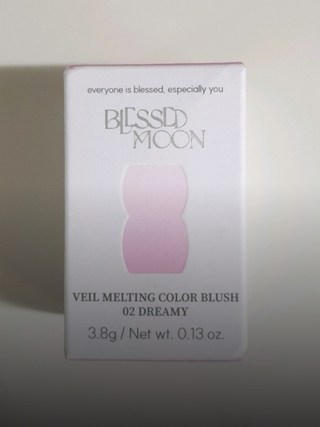 everyone is blessed, especially you
BLESSED
MOON
VEIL MELTING COLOR BLUSH
02 DREAMY
3.8g / Net wt. 0.13 oz.